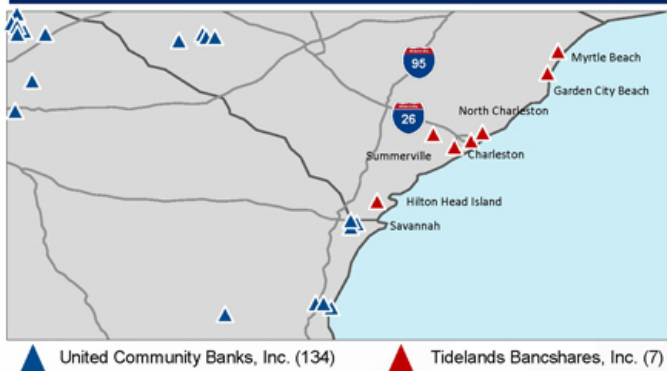 95
Myrtle Beach
Garden City Beach
26
North Charleston
Summerville
Charleston
Hilton Head Island
Savannah
United Community Banks, Inc. (134)
Tidelands Bancshares, Inc. (7)